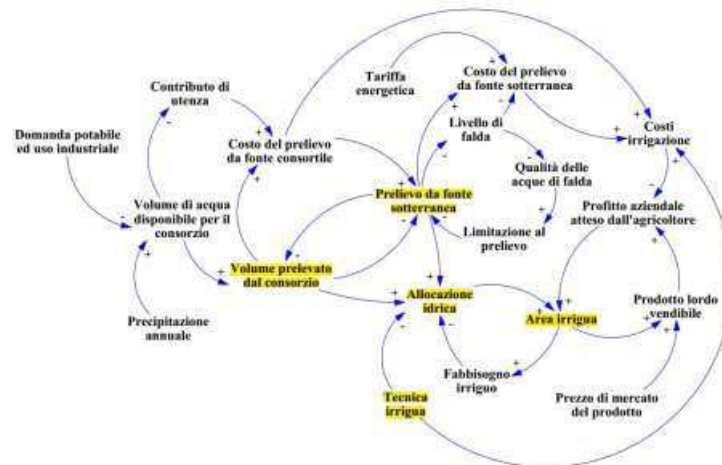 Contributo di
utenza
Tariffa
energetica
Costo del prelievo
da fonte sotterranea
Domanda potabile
ed uso industriale
Costo del prelievo
da fonte consortile
Livello di
falda
Costi
irrigazione
Qualità delle
acque di falda
Volume di acqua
disponibile per il
consorzio
Prelievo da fonte
sotterranea
Profitto aziendale
atteso dall'agricoltore
Limitazione al
prelievo
Volume prelevato
dal consorzio
Allocazione
idrica
Area irrigua
Prodotto lordo
vendibile
Precipitazione
annuale
Fabbisogno
irriguo
Tecnica
irrigua
Prezzo di mercato
del prodotto